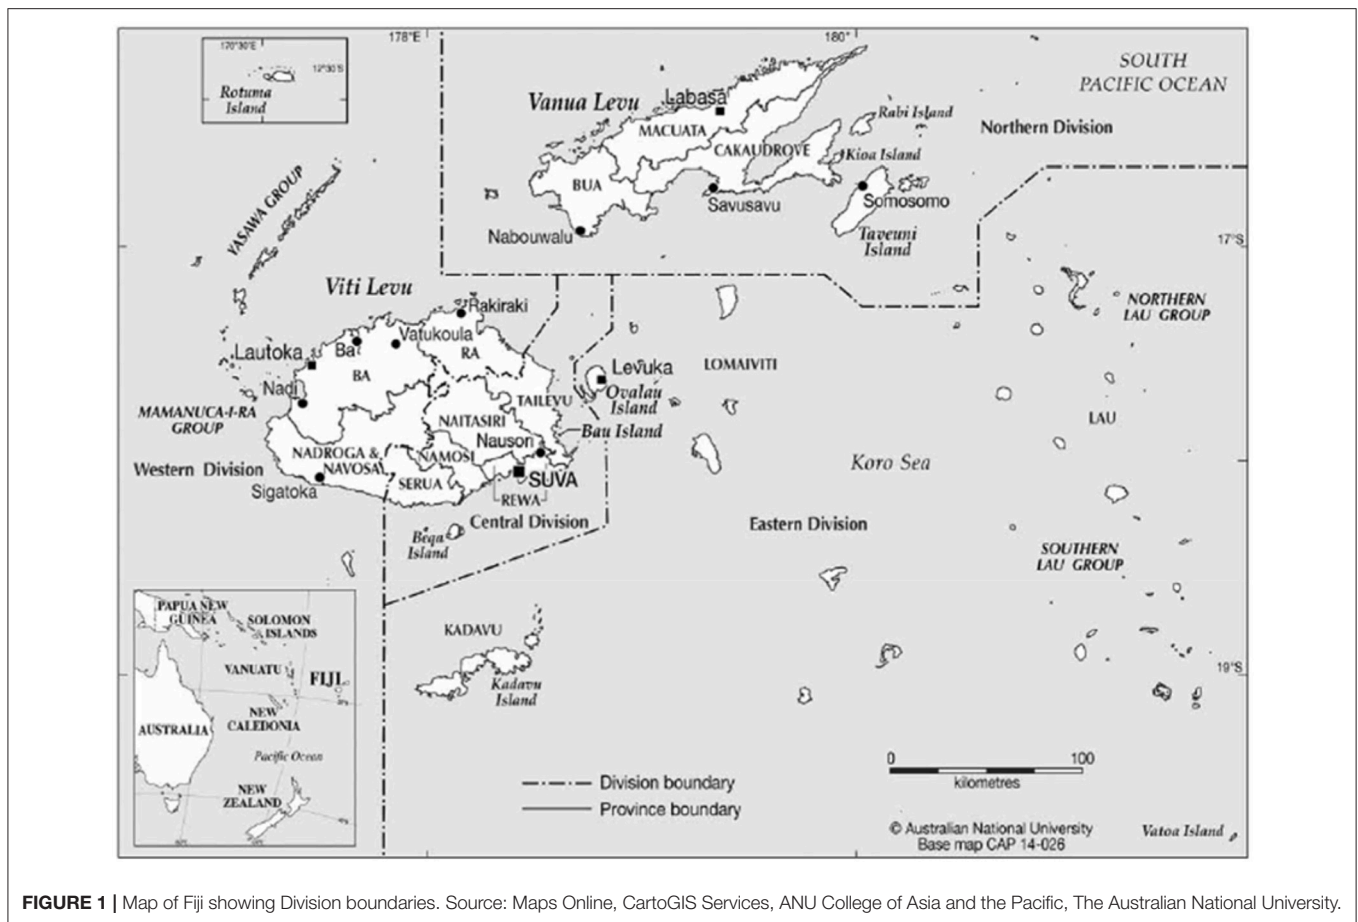 178°E
180°
170°30'E
12°30'S
Rotuma
Island
SOUTH
PACIFIC OCEAN
Vanua Levu
Labasa
Rabi Island
Northern Division
MACUATA
CAKAUDROVE
Kioa Island
BUA
Savusavu
Somosomo
Nabouwalu
Taveuni
Island
17°S
YASAWA GROUP
Viti Levu
Rakiraki
NORTHERN
LAU GROUP
Vatukoula
Lautoka
Ba
RA
BA
Levuka
LOMAIVITI
Nadi
Ovalau
Island
TAILEVU
MAMANUCA-I-RA
GROUP
NAITASIRI
LAU
Bau Island
Nausori
NADROGA &
NAVOSA
NAMOSI
Koro Sea
Western Division
SERUA
SUVA
Sigatoka
REWA
Central Division
Eastern Division
Beqa
Island
SOUTHERN
LAU GROUP
PAPUA NEW
GUINEA
SOLOMON
ISLANDS
KADAVU
VANUATU
FIJI
Kadavu
Island
19°S
NEW
CALEDONIA
AUSTRALIA
Pacific Ocean
NEW
ZEALAND
0 100
kilometres
Division boundary
Province boundary
© Australian National University
Base map CAP 14-026
Vatoa Island
FIGURE 1 | Map of Fiji showing Division boundaries. Source: Maps Online, CartoGIS Services, ANU College of Asia and the Pacific, The Australian National University.